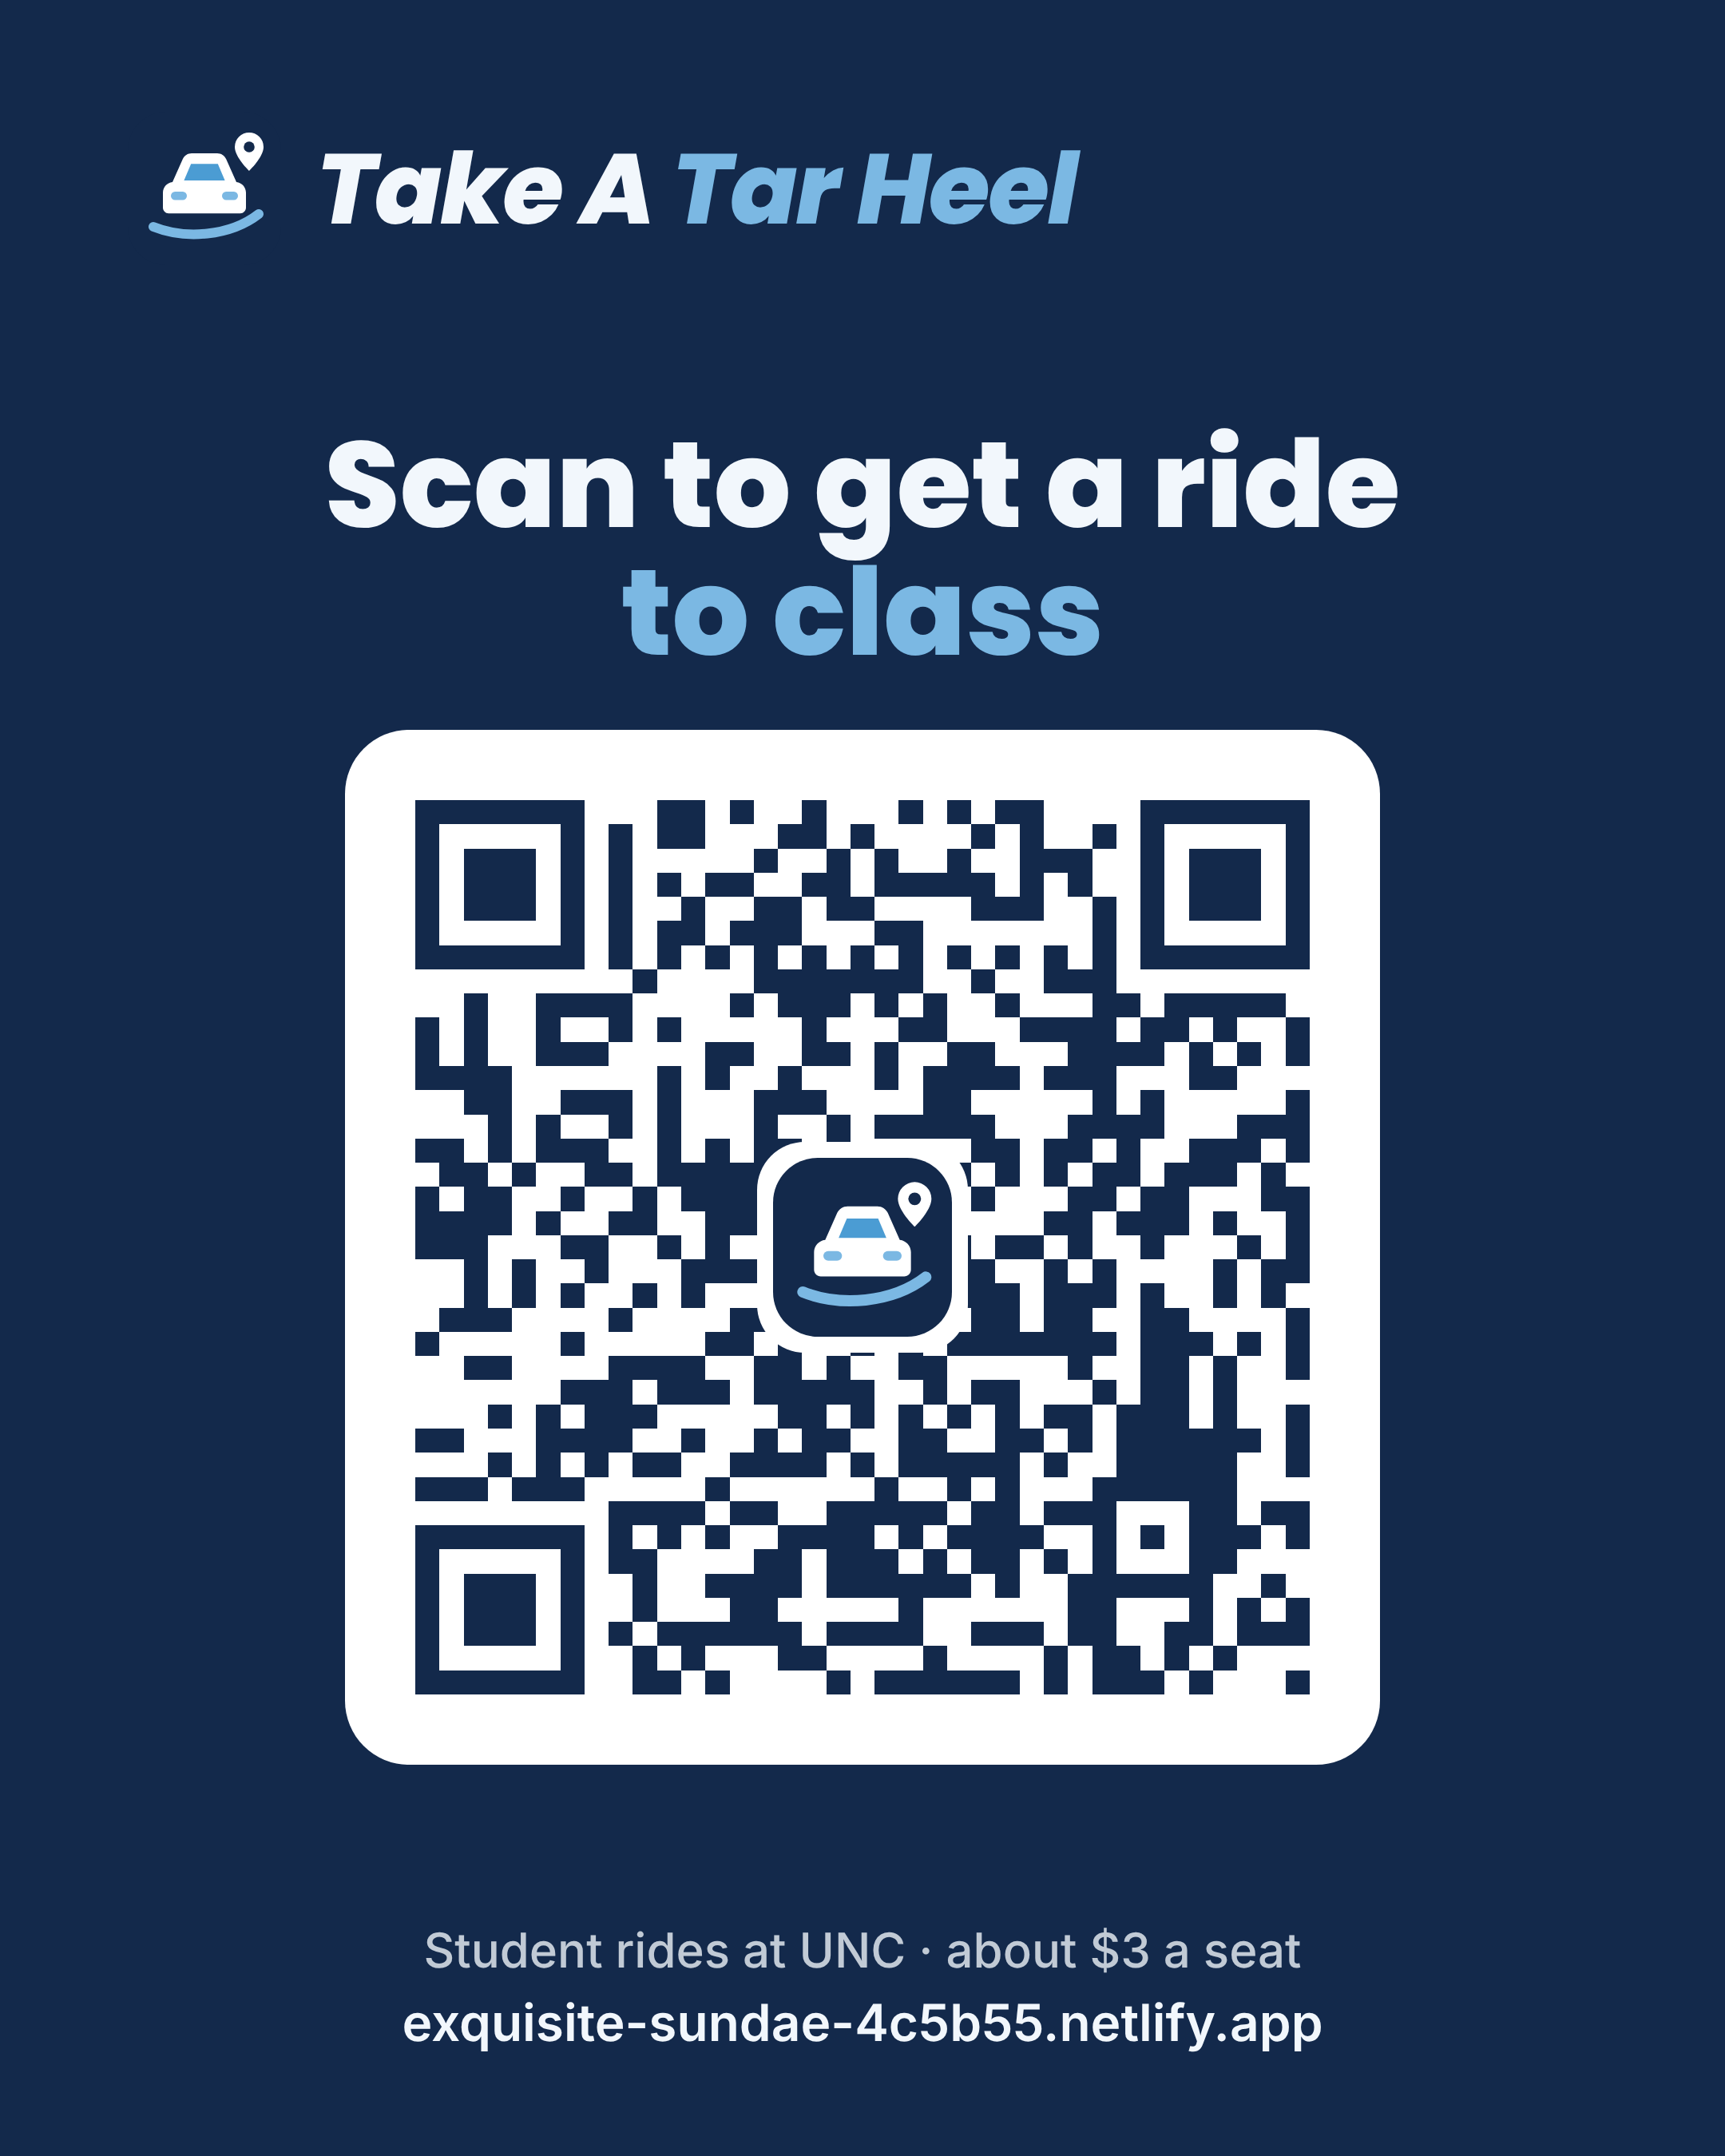 Take A Tar Heel
Scan to get a ride
to class
Student rides at UNC · about $3 a seat
exquisite-sundae-4c5b55.netlify.app